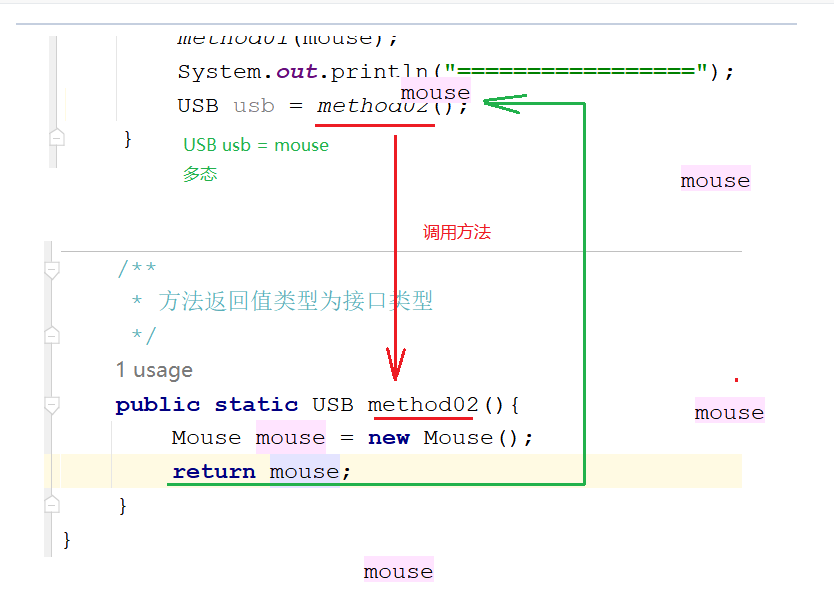 method01(mouse);
System.out.println("==================");
mouse
USB usb = method02();
}
USB usb = mouse
多态
mouse
调用方法
/**
* 方法返回值类型为接口类型
*/
1 usage
public static USB method02(){
mouse
Mouse mouse = new Mouse();
return mouse;
}
}
mouse